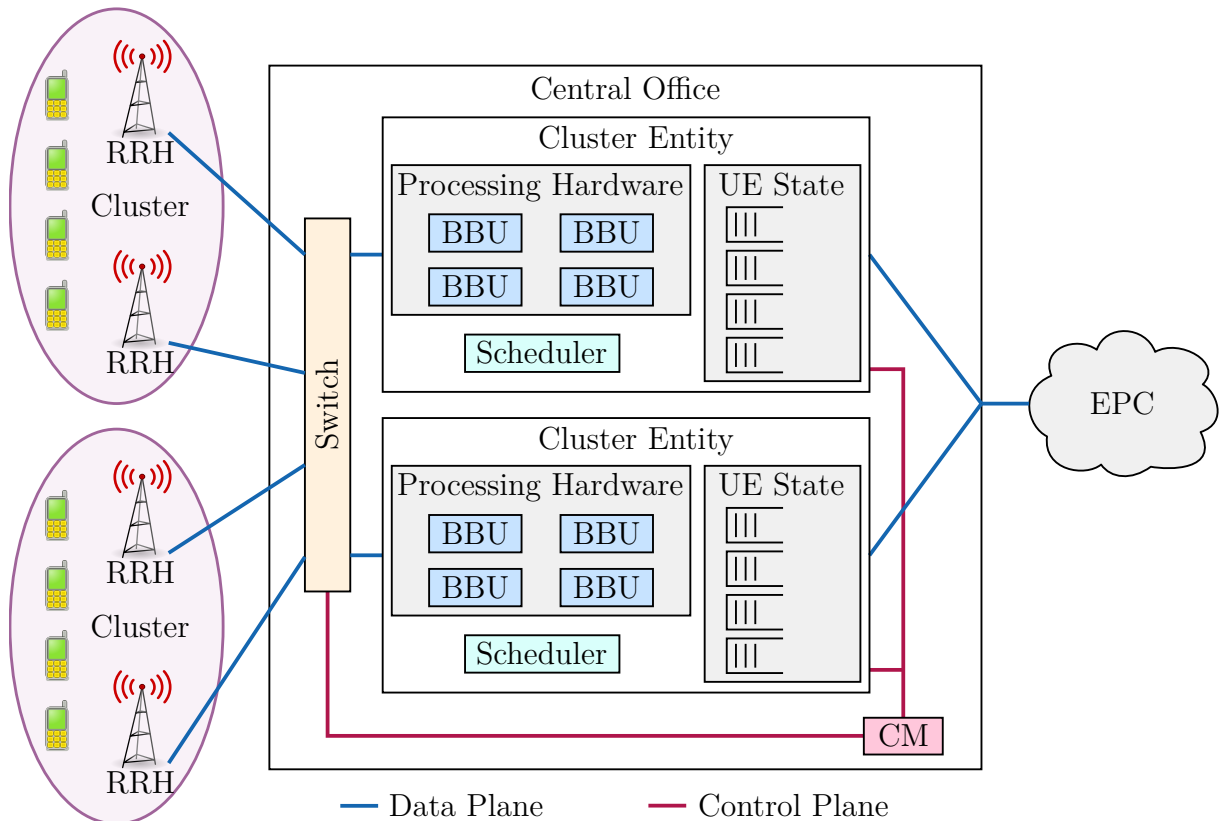 RRH
Cluster
RRH
RRH
Cluster
RRH
Switch
Central Office
Cluster Entity
Processing Hardware
BBU BBU
BBU BBU
Scheduler
UE State
Cluster Entity
Processing Hardware
BBU BBU
BBU BBU
Scheduler
UE State
CM
EPC
Data Plane
Control Plane